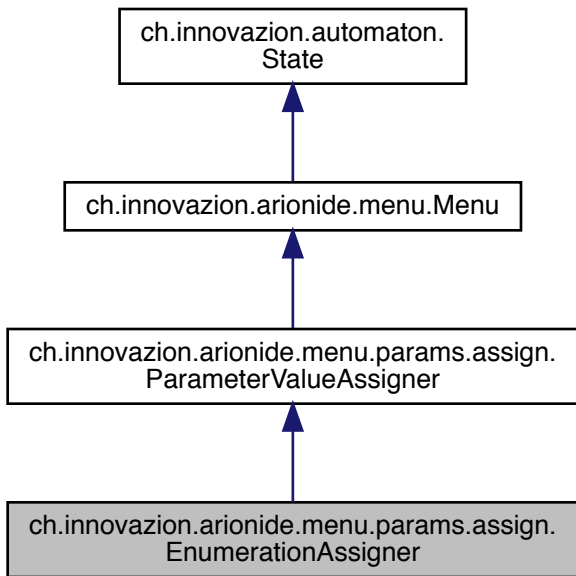 ch.innovazion.automaton.
State
ch.innovazion.arionide.menu.Menu
ch.innovazion.arionide.menu.params.assign.
ParameterValueAssigner
ch.innovazion.arionide.menu.params.assign.
EnumerationAssigner